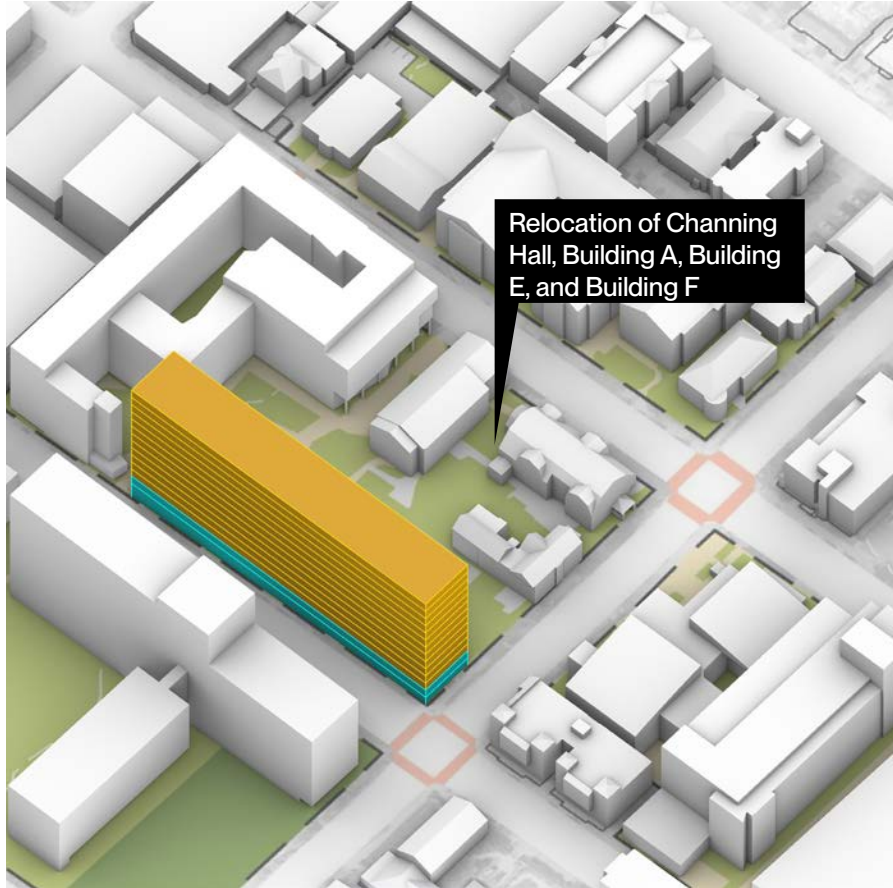 Relocation of Channing
Hall, Building A, Building
E, and Building F